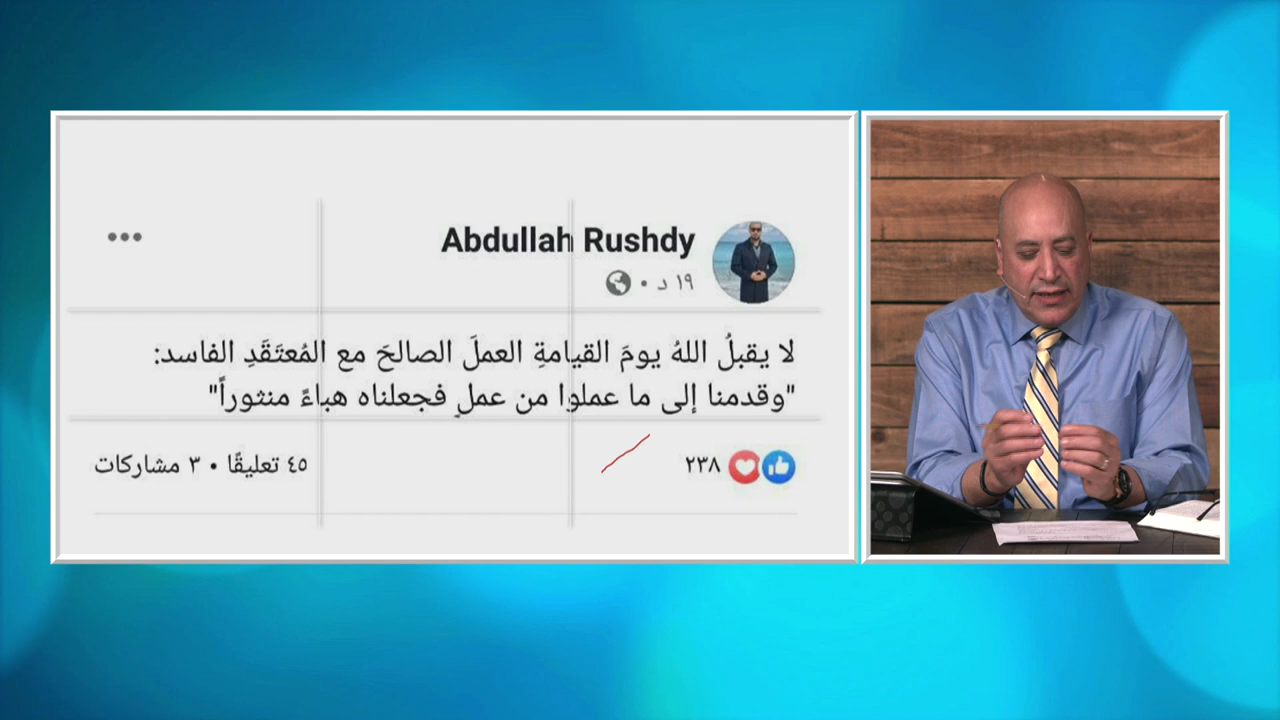 Abdullah Rushdy
١٩ د •
لا يقبلُ اللهُ يومَ القيامةِ العملَ الصالحَ مع المُعتَقَدِ الفاسد:
"وقدمنا إلى ما عملوا من عملٍ فجعلناه هباءً منثوراً"
٢٣٨
٤٥ تعليقًا • ٣ مشاركات